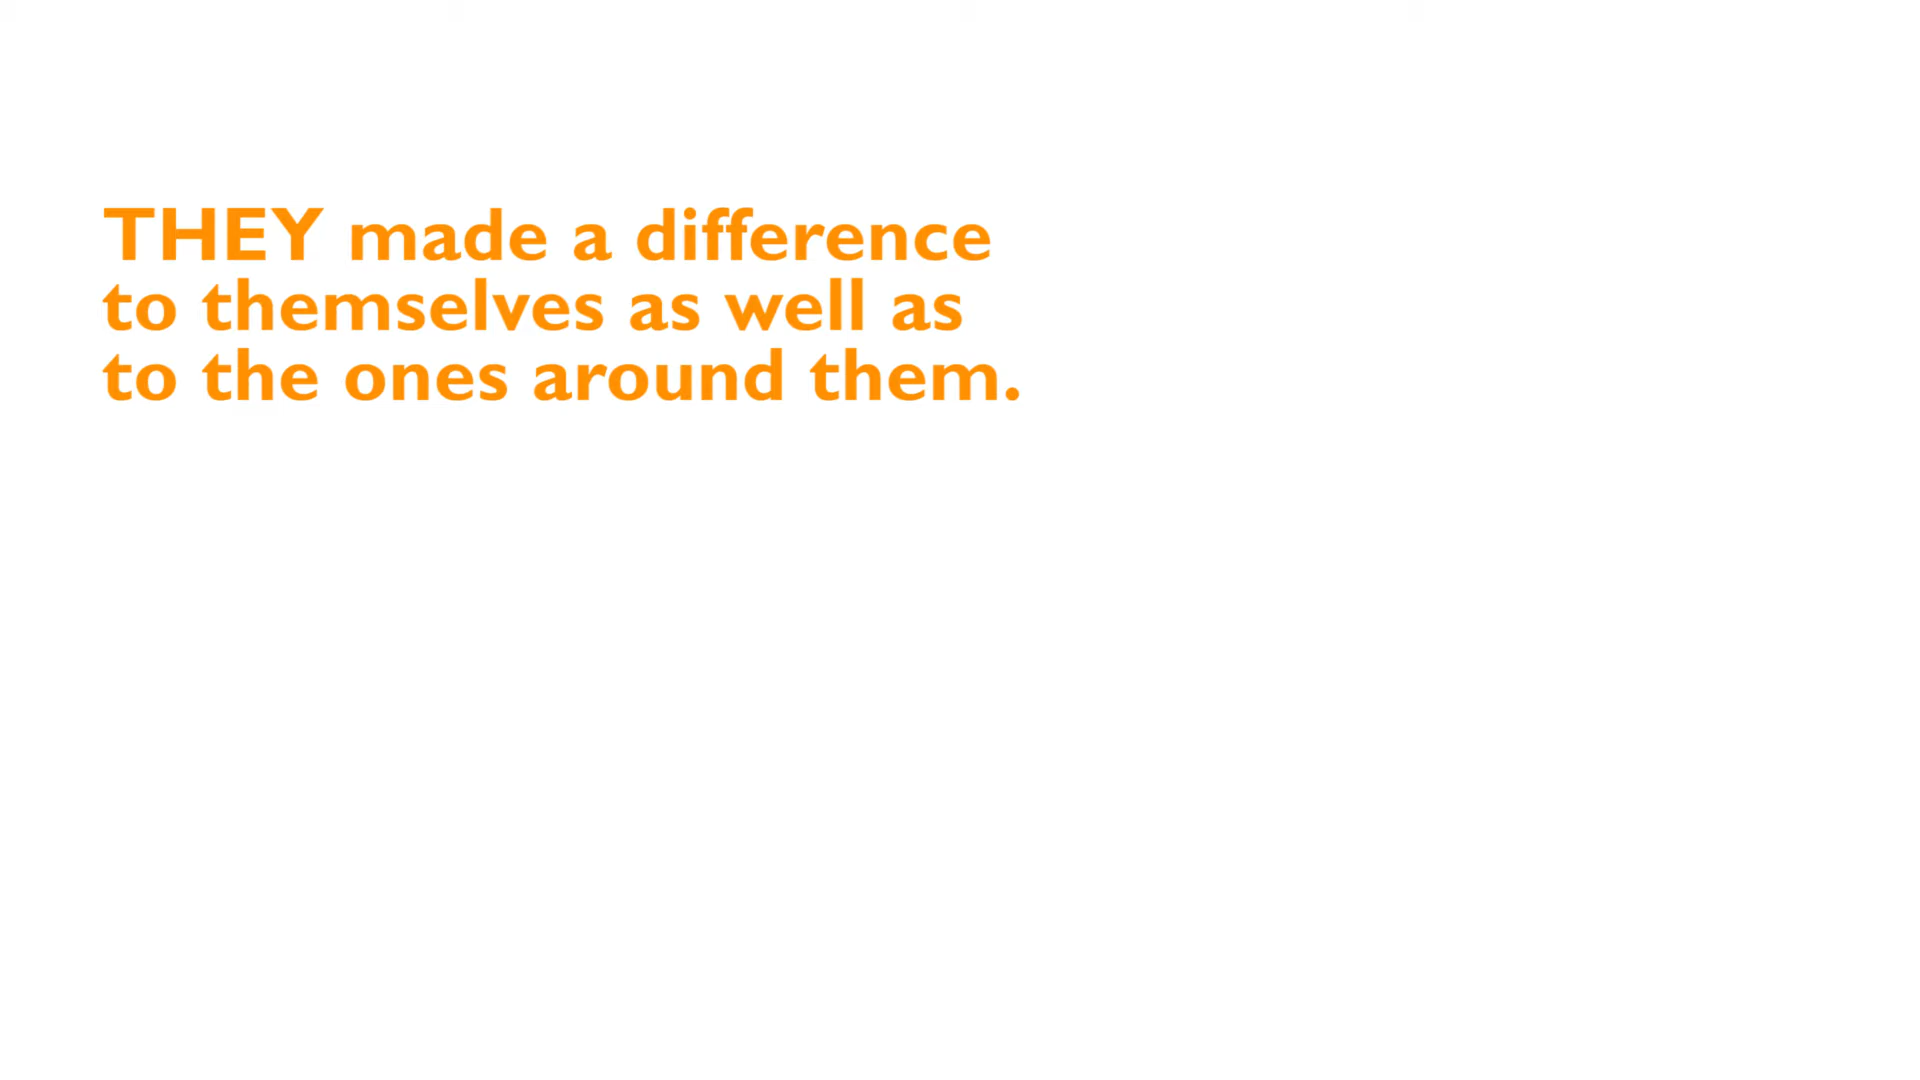 THEY made a difference
to themselves as well as
to the ones around them.